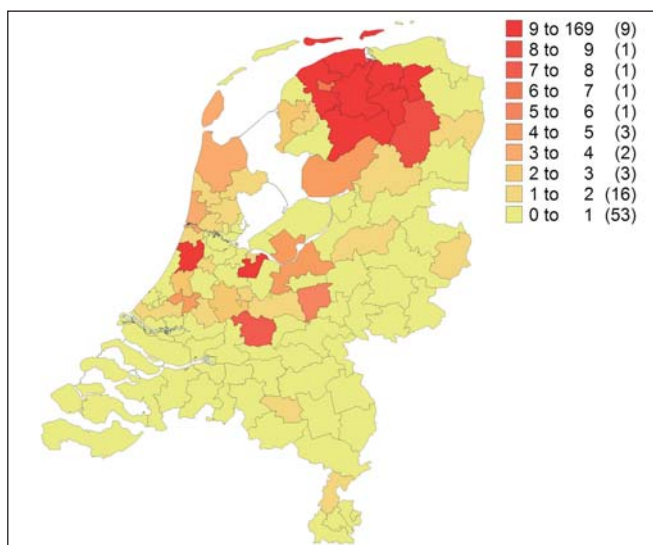 9 to 169 (9)
8 to 9 (1)
7 to 8 (1)
6 to 7 (1)
5 to 6 (1)
4 to 5 (3)
3 to 4 (2)
2 to 3 (3)
1 to 2 (16)
0 to 1 (53)